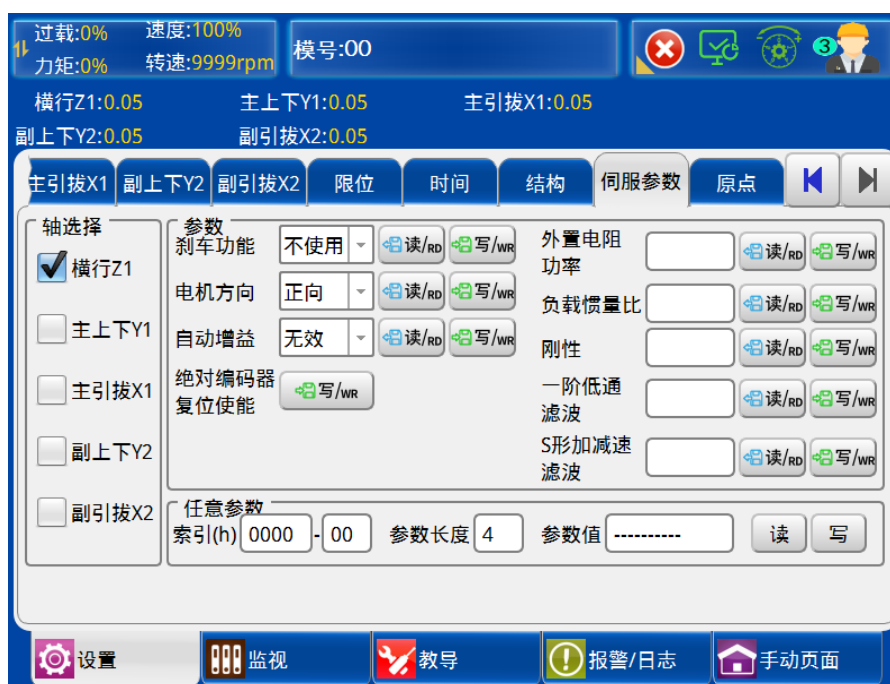 过载:0% 速度:100%
力矩:0% 转速:9999rpm
模号:00
3
横行Z1:0.05 主上下Y1:0.05 主引拔X1:0.05
副上下Y2:0.05 副引拔X2:0.05
主引拔X1 副上下Y2 副引拔X2 限位 时间 结构 伺服参数 原点
轴选择
横行Z1
主上下Y1
主引拔X1
副上下Y2
副引拔X2
参数
刹车功能 不使用 读/RD 写/WR
电机方向 正向 读/RD 写/WR
自动增益 无效 读/RD 写/WR
绝对编码器
复位使能 写/WR
外置电阻
功率 读/RD 写/WR
负载惯量比 读/RD 写/WR
刚性 读/RD 写/WR
一阶低通
滤波 读/RD 写/WR
S形加减速
滤波 读/RD 写/WR
任意参数
索引(h) 0000 - 00 参数长度 4 参数值 ---------- 读 写
设置 监视 教导 报警/日志 手动页面